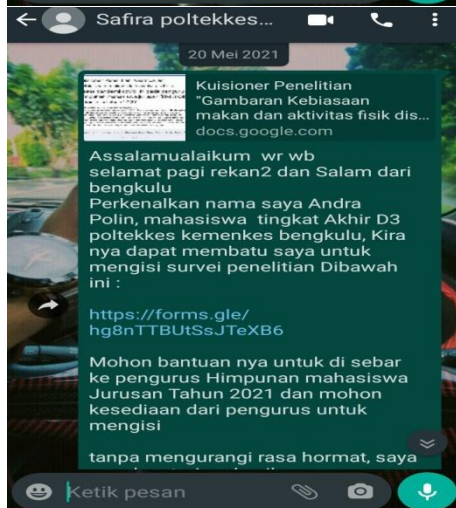 Safira poltekkes...
20 Mei 2021
Kuisioner Penelitian
"Gambaran Kebiasaan
makan dan aktivitas fisik dis...
docs.google.com
Assalamualaikum wr wb
selamat pagi rekan2 dan Salam dari
bengkulu
Perkenalkan nama saya Andra
Polin, mahasiswa tingkat Akhir D3
poltekkes kemenkes bengkulu, Kira
nya dapat membatu saya untuk
mengisi survei penelitian Dibawah
ini :
https://forms.gle/
hg8nTTBUtSsJTeXB6
Mohon bantuan nya untuk di sebar
ke pengurus Himpunan mahasiswa
Jurusan Tahun 2021 dan mohon
kesediaan dari pengurus untuk
mengisi
tanpa mengurangi rasa hormat, saya
Ketik pesan